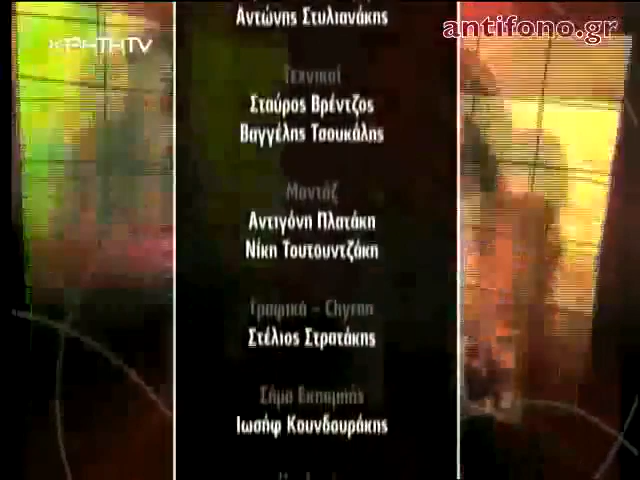 Αντώνης Στυλιανάκης
antifono.gr
ΚΡΗΤΗTV
Τεχνικοί
Σταύρος Βρέντζος
Βαγγέλης Τσουκάλης
Μοντάζ
Αντιγόνη Πλατάκη
Νίκη Τουτουντζάκη
Γραφικά - Chyron
Στέλιος Στρατάκης
Σήμα Εκπομπής
Ιωσήφ Κουνδουράκης